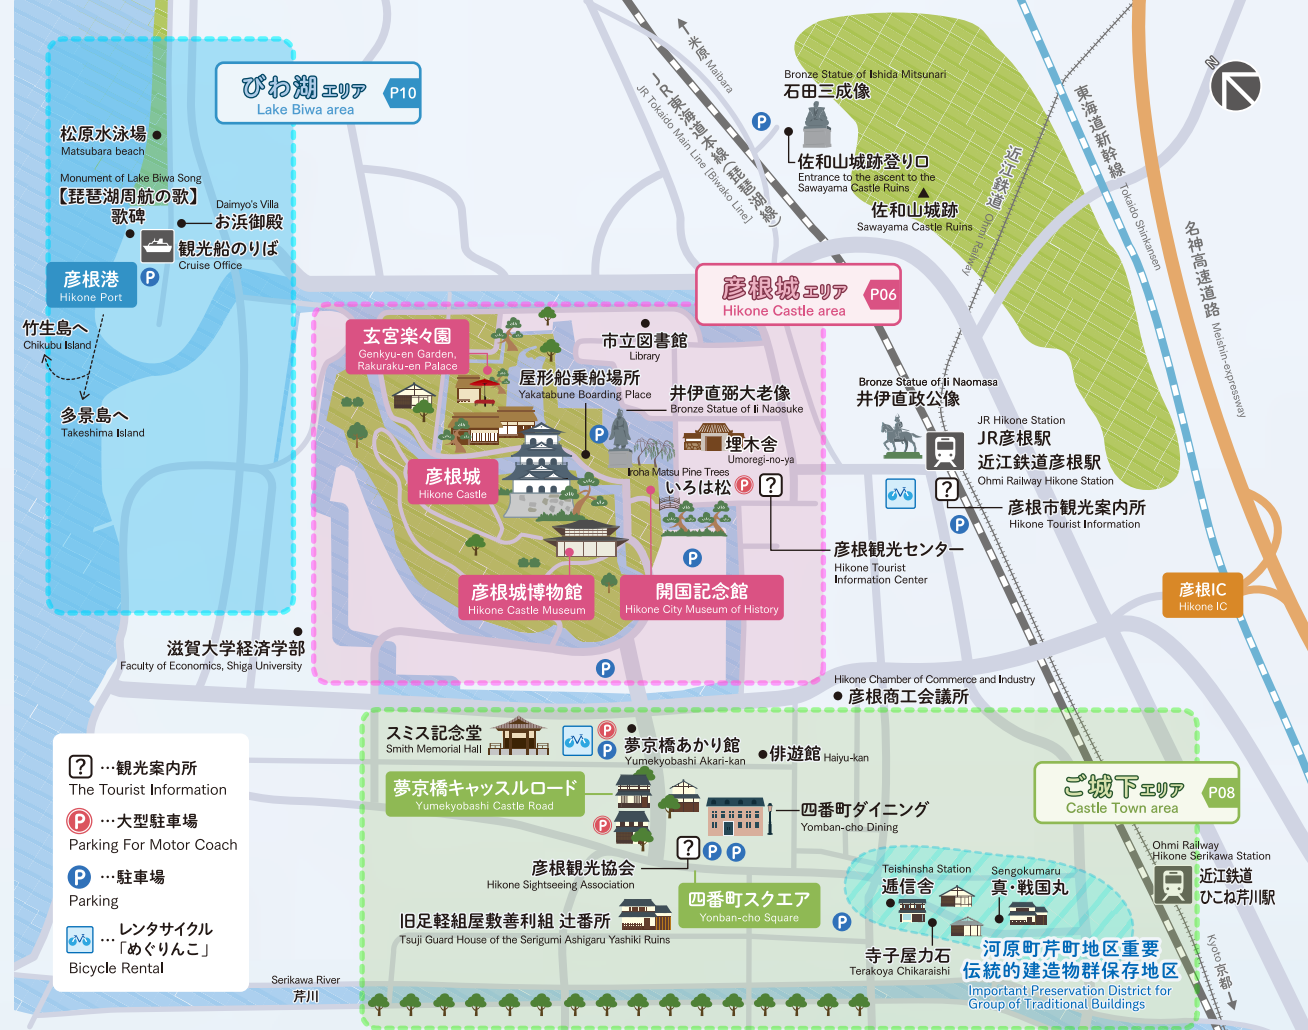 びわ湖エリア
Lake Biwa area
P10
松原水泳場
Matsubara beach
Monument of Lake Biwa Song
【琵琶湖周航の歌】
歌碑
Daimyo's Villa
お浜御殿
観光船のりば
Cruise Office
P
彦根港
Hikone Port
竹生島へ
Chikubu Island
多景島へ
Takeshima Island
米原 Maibara
JR東海道本線(琵琶湖線)
JR Tokaido Main Line [Biwako Line]
P
Bronze Statue of Ishida Mitsunari
石田三成像
佐和山城跡登り口
Entrance to the ascent to the
Sawayama Castle Ruins
佐和山城跡
Sawayama Castle Ruins
近江鉄道 Ohmi Railway
東海道新幹線 Tokaido Shinkansen
名神高速道路 Meishin-expressway
N
彦根城エリア
Hikone Castle area
P06
玄宮楽々園
Genkyu-en Garden,
Rakuraku-en Palace
市立図書館
Library
屋形船乗船場所
Yakatabune Boarding Place
井伊直弼大老像
Bronze Statue of Ii Naosuke
P
埋木舎
Umoregi-no-ya
Iroha Matsu Pine Trees
いろは松
P
?
彦根城
Hikone Castle
P
彦根城博物館
Hikone Castle Museum
開国記念館
Hikone City Museum of History
P
Bronze Statue of Ii Naomasa
井伊直政公像
JR Hikone Station
JR彦根駅
近江鉄道彦根駅
Ohmi Railway Hikone Station
?
彦根市観光案内所
Hikone Tourist Information
P
彦根観光センター
Hikone Tourist
Information Center
彦根IC
Hikone IC
滋賀大学経済学部
Faculty of Economics, Shiga University
Hikone Chamber of Commerce and Industry
彦根商工会議所
スミス記念堂
Smith Memorial Hall
P
P
夢京橋あかり館
Yumekyobashi Akari-kan
俳遊館 Haiyu-kan
夢京橋キャッスルロード
Yumekyobashi Castle Road
P
四番町ダイニング
Yomban-cho Dining
ご城下エリア
Castle Town area
P08
彦根観光協会
Hikone Sightseeing Association
?
P
P
四番町スクエア
Yonban-cho Square
旧足軽組屋敷善利組 辻番所
Tsuji Guard House of the Serigumi Ashigaru Yashiki Ruins
P
Teishinsha Station
逓信舎
Sengokumaru
真・戦国丸
寺子屋力石
Terakoya Chikaraishi
河原町芹町地区重要
伝統的建造物群保存地区
Important Preservation District for
Group of Traditional Buildings
Ohmi Railway
Hikone Serikawa Station
近江鉄道
ひこね芹川駅
Kyoto 京都
Serikawa River
芹川
?…観光案内所
The Tourist Information
P…大型駐車場
Parking For Motor Coach
P…駐車場
Parking
…レンタサイクル
「めぐりんこ」
Bicycle Rental